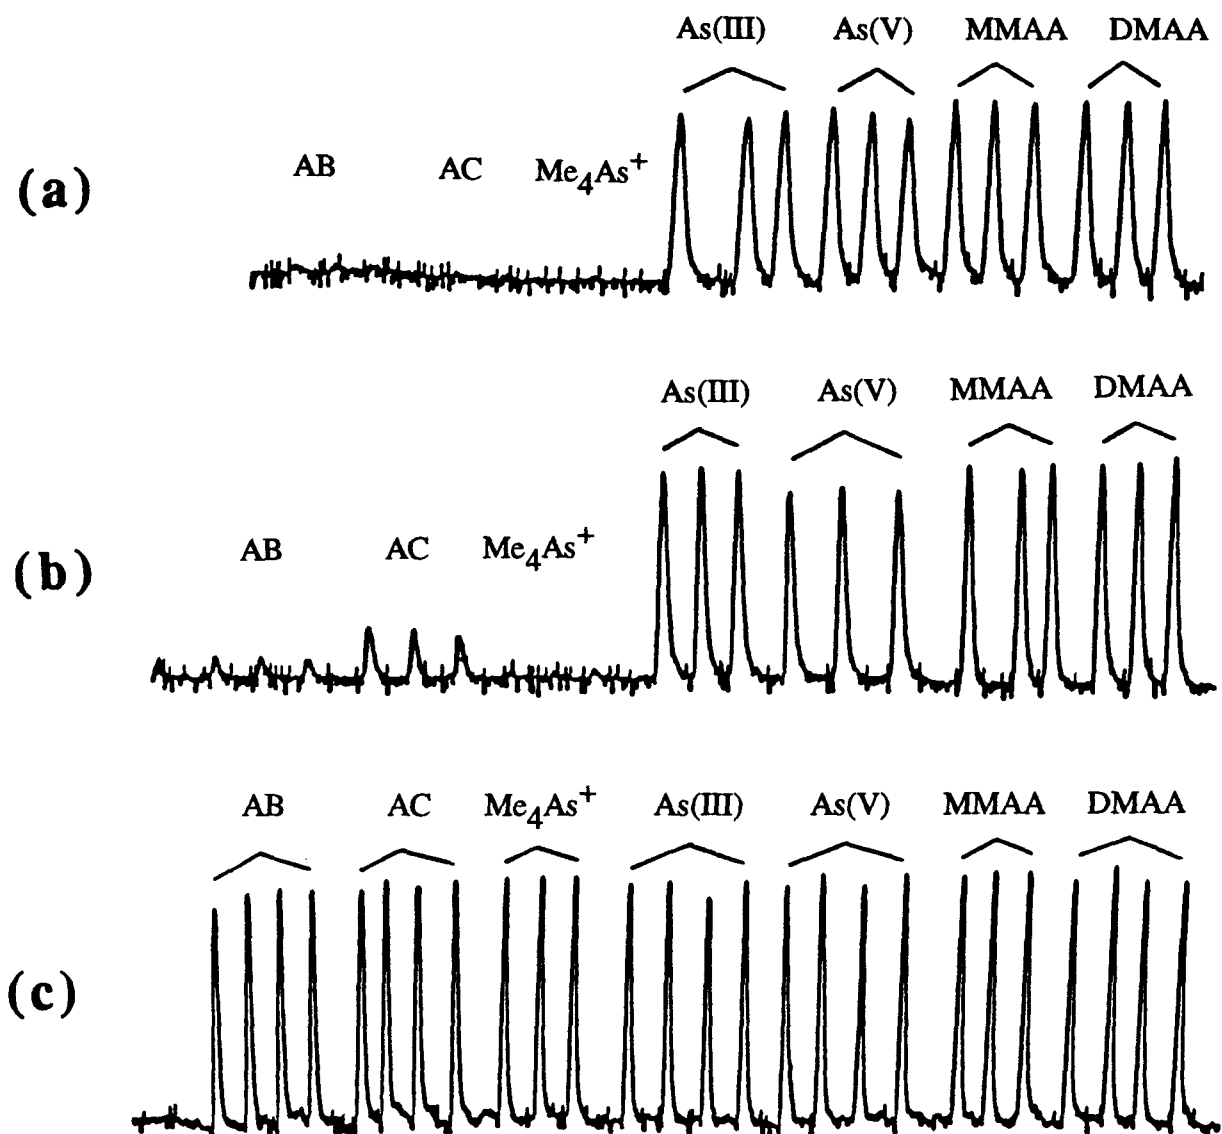 As(III) As(V) MMAA DMAA
(a) AB AC Me₄As⁺
As(III) As(V) MMAA DMAA
(b) AB AC Me₄As⁺
AB AC Me₄As⁺ As(III) As(V) MMAA DMAA
(c)